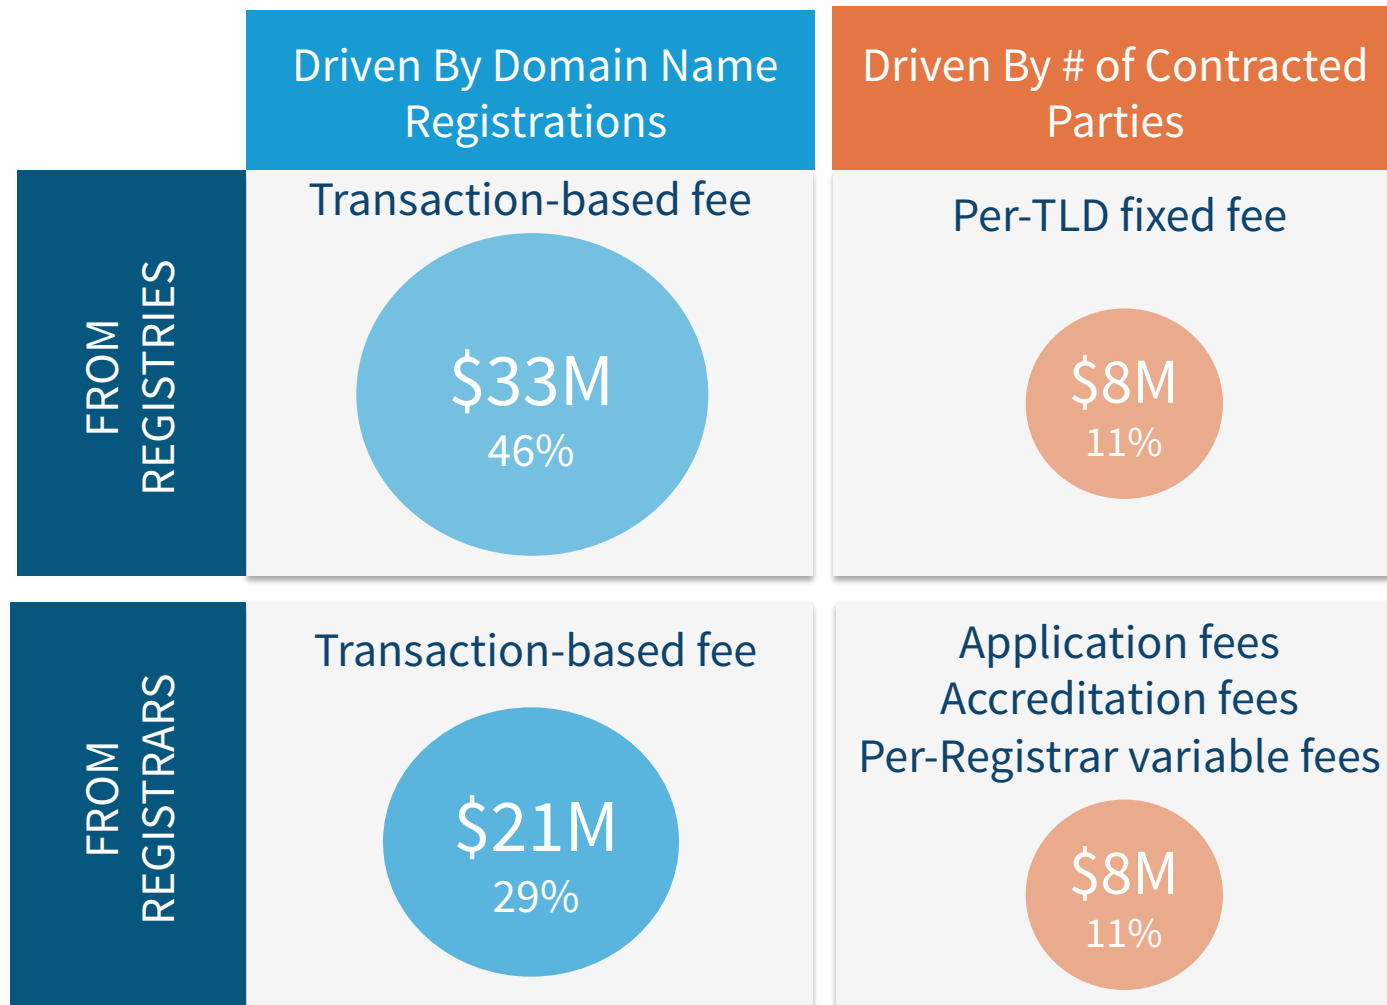 Driven By Domain Name
Registrations
Driven By # of Contracted
Parties
FROM
REGISTRIES
Transaction-based fee
$33M
46%
Per-TLD fixed fee
$8M
11%
FROM
REGISTRARS
Transaction-based fee
$21M
29%
Application fees
Accreditation fees
Per-Registrar variable fees
$8M
11%